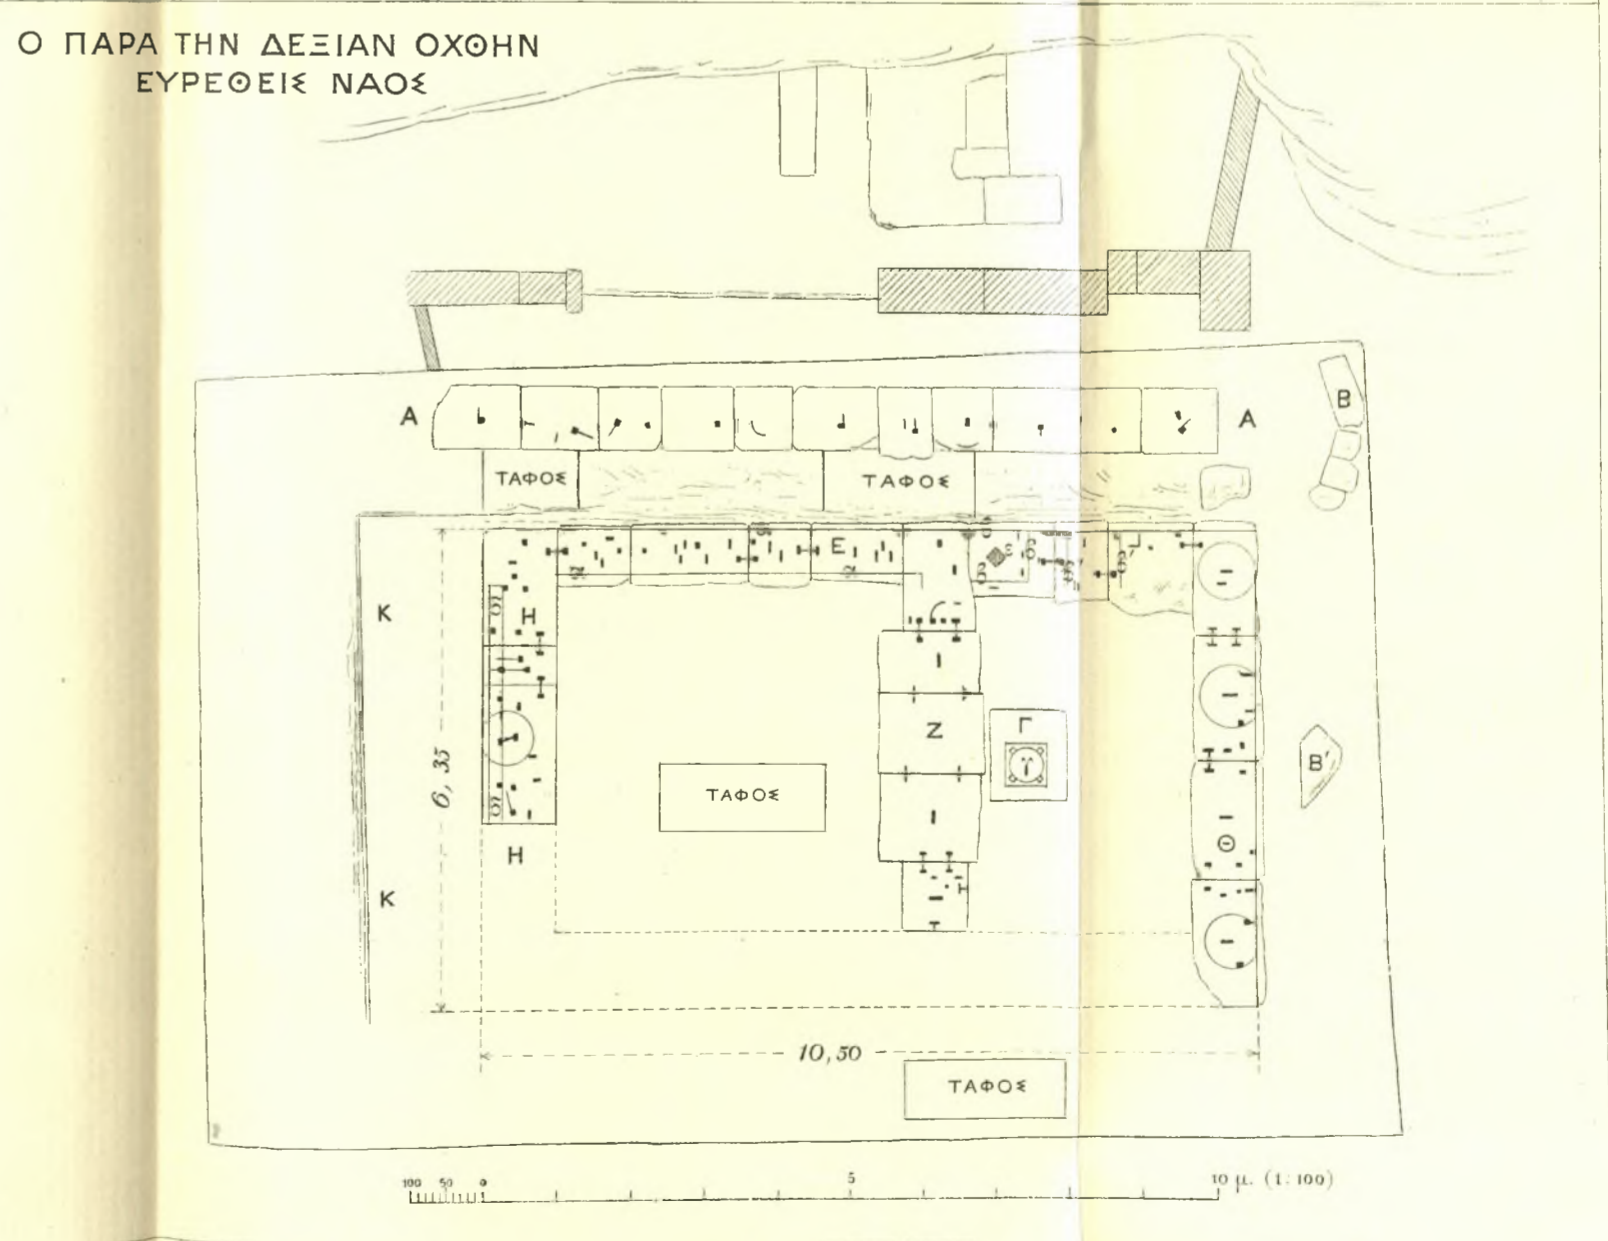 Ο ΠΑΡΑ ΤΗΝ ΔΕΞΙΑΝ ΟΧΘΗΝ
ΕΥΡΕΘΕΙΣ ΝΑΟΣ
Α Α Β
ΤΑΦΟΣ ΤΑΦΟΣ
Ε
Κ Η
Ζ Γ
6,35 ΤΑΦΟΣ Β'
Θ
Η
Κ
10,50
ΤΑΦΟΣ
100 50 0 5 10 μ. (1:100)